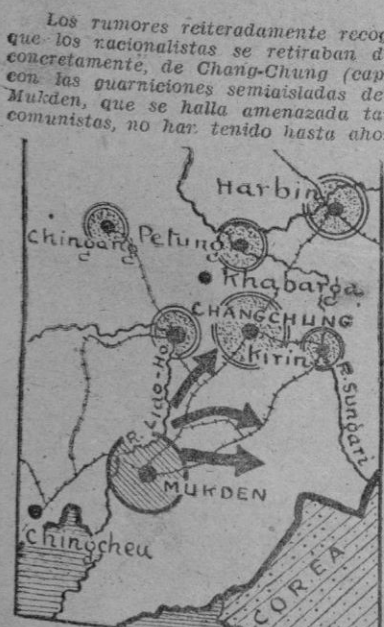 Los rumores reiteradamente recog
que los nacionalistas se retiraban d
concretamente, de Chang-Chung (cap
con las guarniciones semiaisladas de
Mukden, que se halla amenazada ta
comunistas, no har tenido hasta aho
Harbin
Chingang
Petung
Khabarga
CHANGCHUNG
Kirin
R. Sungari
R. Liao-Ho
MUKDEN
Chingcheu
COREA